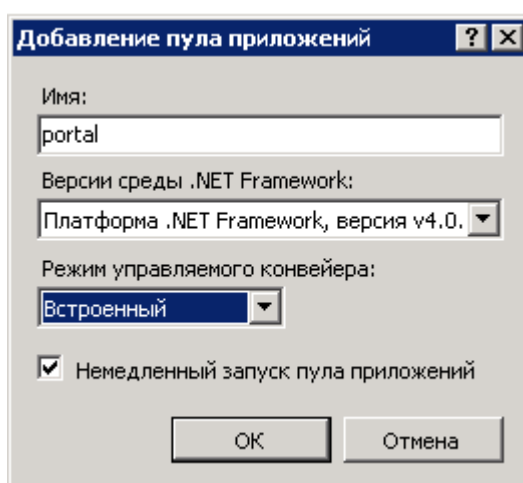 Добавление пула приложений
Имя:
portal
Версии среды .NET Framework:
Платформа .NET Framework, версия v4.0.
Режим управляемого конвейера:
Встроенный
Немедленный запуск пула приложений
ОК
Отмена